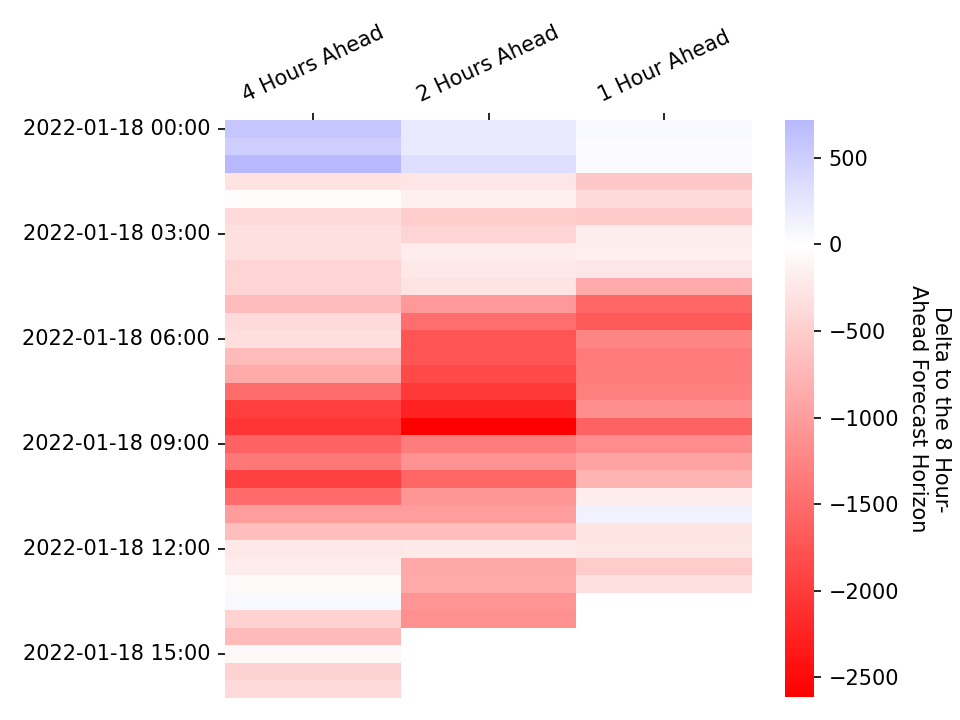 4 Hours Ahead
2 Hours Ahead
1 Hour Ahead
2022-01-18 00:00
2022-01-18 03:00
2022-01-18 06:00
2022-01-18 09:00
2022-01-18 12:00
2022-01-18 15:00
500
0
−500
−1000
−1500
−2000
−2500
Delta to the 8 Hour-
Ahead Forecast Horizon